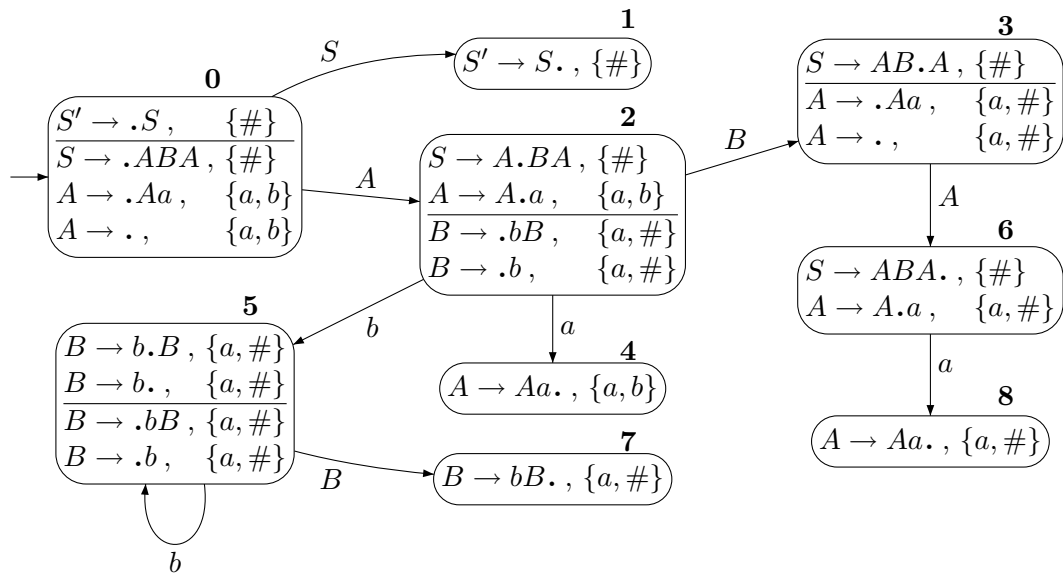 0
S′ → .S , {#}
S → .ABA , {#}
A → .Aa , {a, b}
A → . , {a, b}
S
1
S′ → S. , {#}
A
2
S → A.BA , {#}
A → A.a , {a, b}
B → .bB , {a, #}
B → .b , {a, #}
B
3
S → AB.A , {#}
A → .Aa , {a, #}
A → . , {a, #}
b
a
A
5
B → b.B , {a, #}
B → b. , {a, #}
B → .bB , {a, #}
B → .b , {a, #}
4
A → Aa. , {a, b}
6
S → ABA. , {#}
A → A.a , {a, #}
b
B
7
B → bB. , {a, #}
a
8
A → Aa. , {a, #}